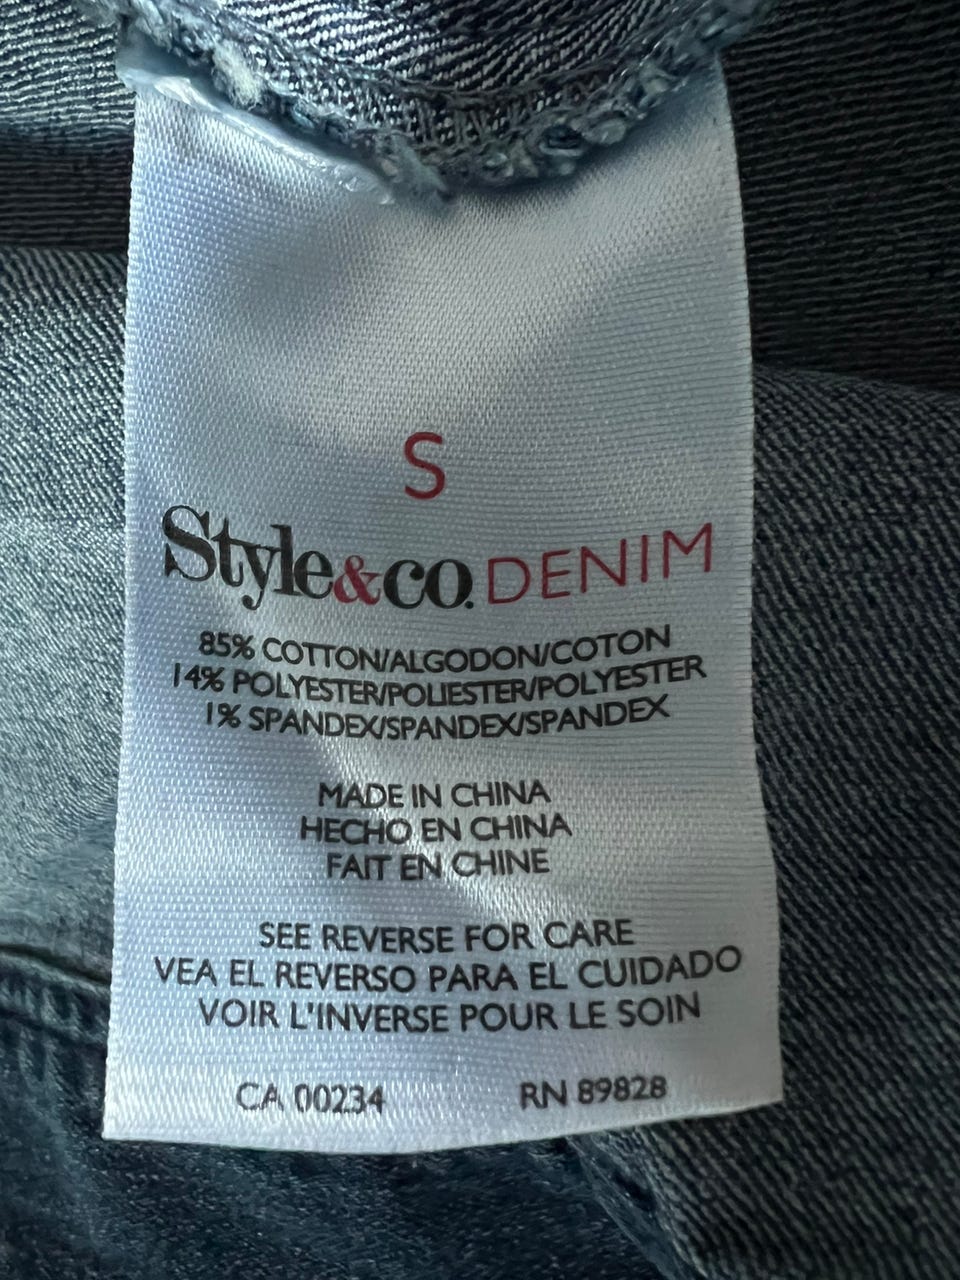 S
Style&co. DENIM
85% COTTON/ALGODON/COTON
14% POLYESTER/POLIESTER/POLYESTER
1% SPANDEX/SPANDEX/SPANDEX
MADE IN CHINA
HECHO EN CHINA
FAIT EN CHINE
SEE REVERSE FOR CARE
VEA EL REVERSO PARA EL CUIDADO
VOIR L'INVERSE POUR LE SOIN
CA 00234 RN 89828